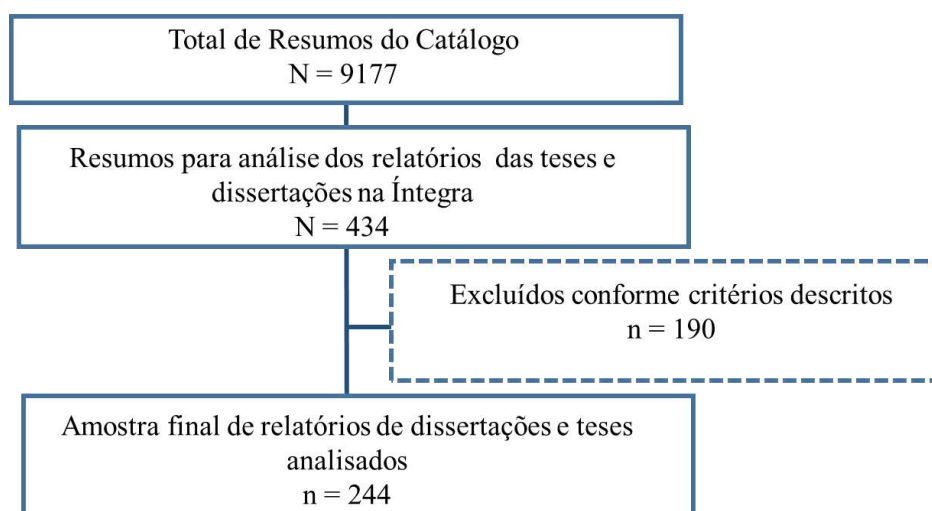 Total de Resumos do Catálogo
N = 9177
Resumos para análise dos relatórios das teses e
dissertações na Íntegra
N = 434
Excluídos conforme critérios descritos
n = 190
Amostra final de relatórios de dissertações e teses
analisados
n = 244